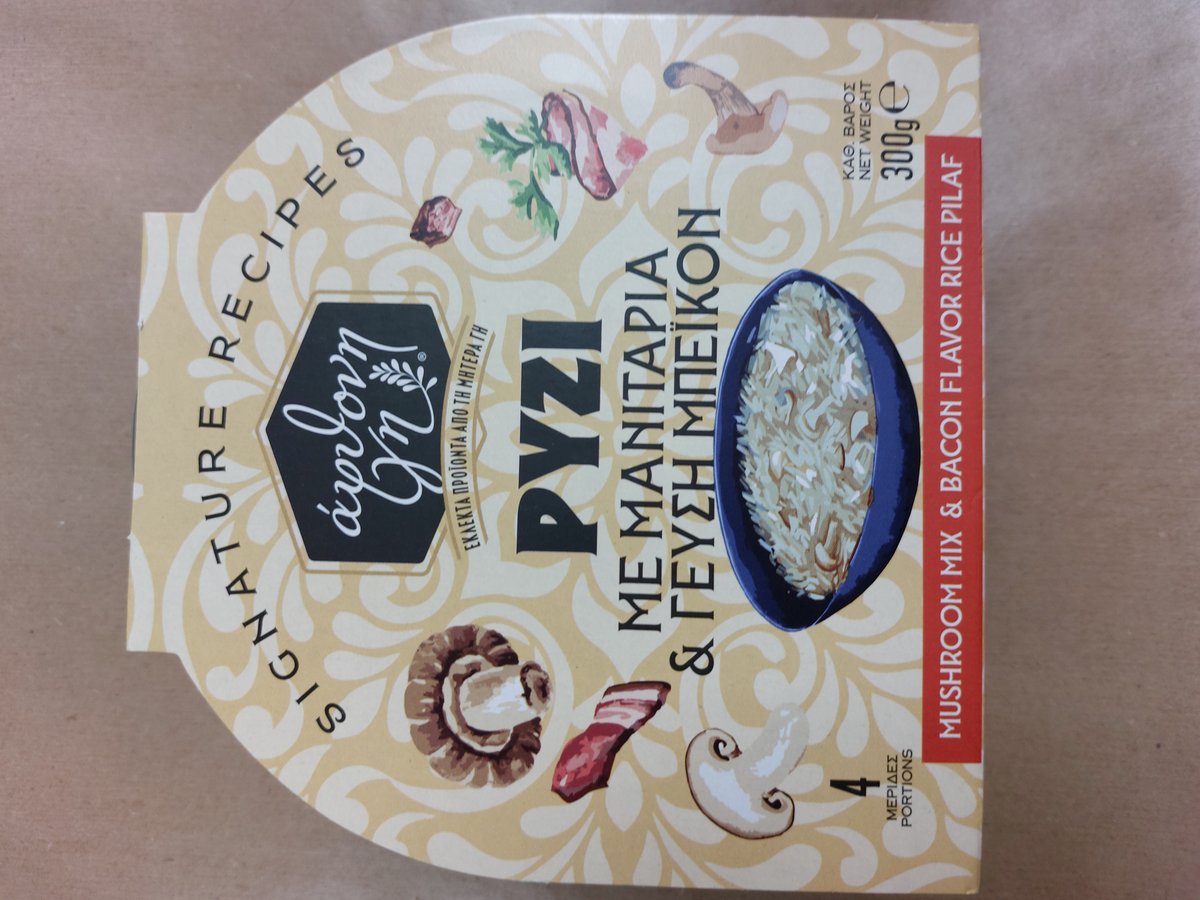 SIGNATURE RECIPES
άφθονη
γη®
ΕΚΛΕΚΤΑ ΠΡΟΪΟΝΤΑ ΑΠΟ ΤΗ ΜΗΤΕΡΑ ΓΗ
ΡΥΖΙ
ΜΕ ΜΑΝΙΤΑΡΙΑ
& ΓΕΥΣΗ ΜΠΕΪΚΟΝ
4
ΜΕΡΙΔΕΣ
PORTIONS
ΚΑΘ. ΒΑΡΟΣ
NET WEIGHT
300g ℮
MUSHROOM MIX & BACON FLAVOR RICE PILAF